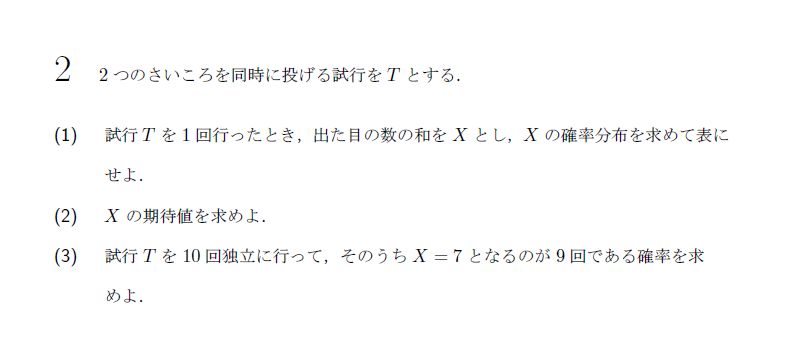 2 2 つのさいころを同時に投げる試行を T とする．
(1) 試行 T を 1 回行ったとき，出た目の数の和を X とし，X の確率分布を求めて表に
せよ．
(2) X の期待値を求めよ．
(3) 試行 T を 10 回独立に行って，そのうち X = 7 となるのが 9 回である確率を求
めよ．